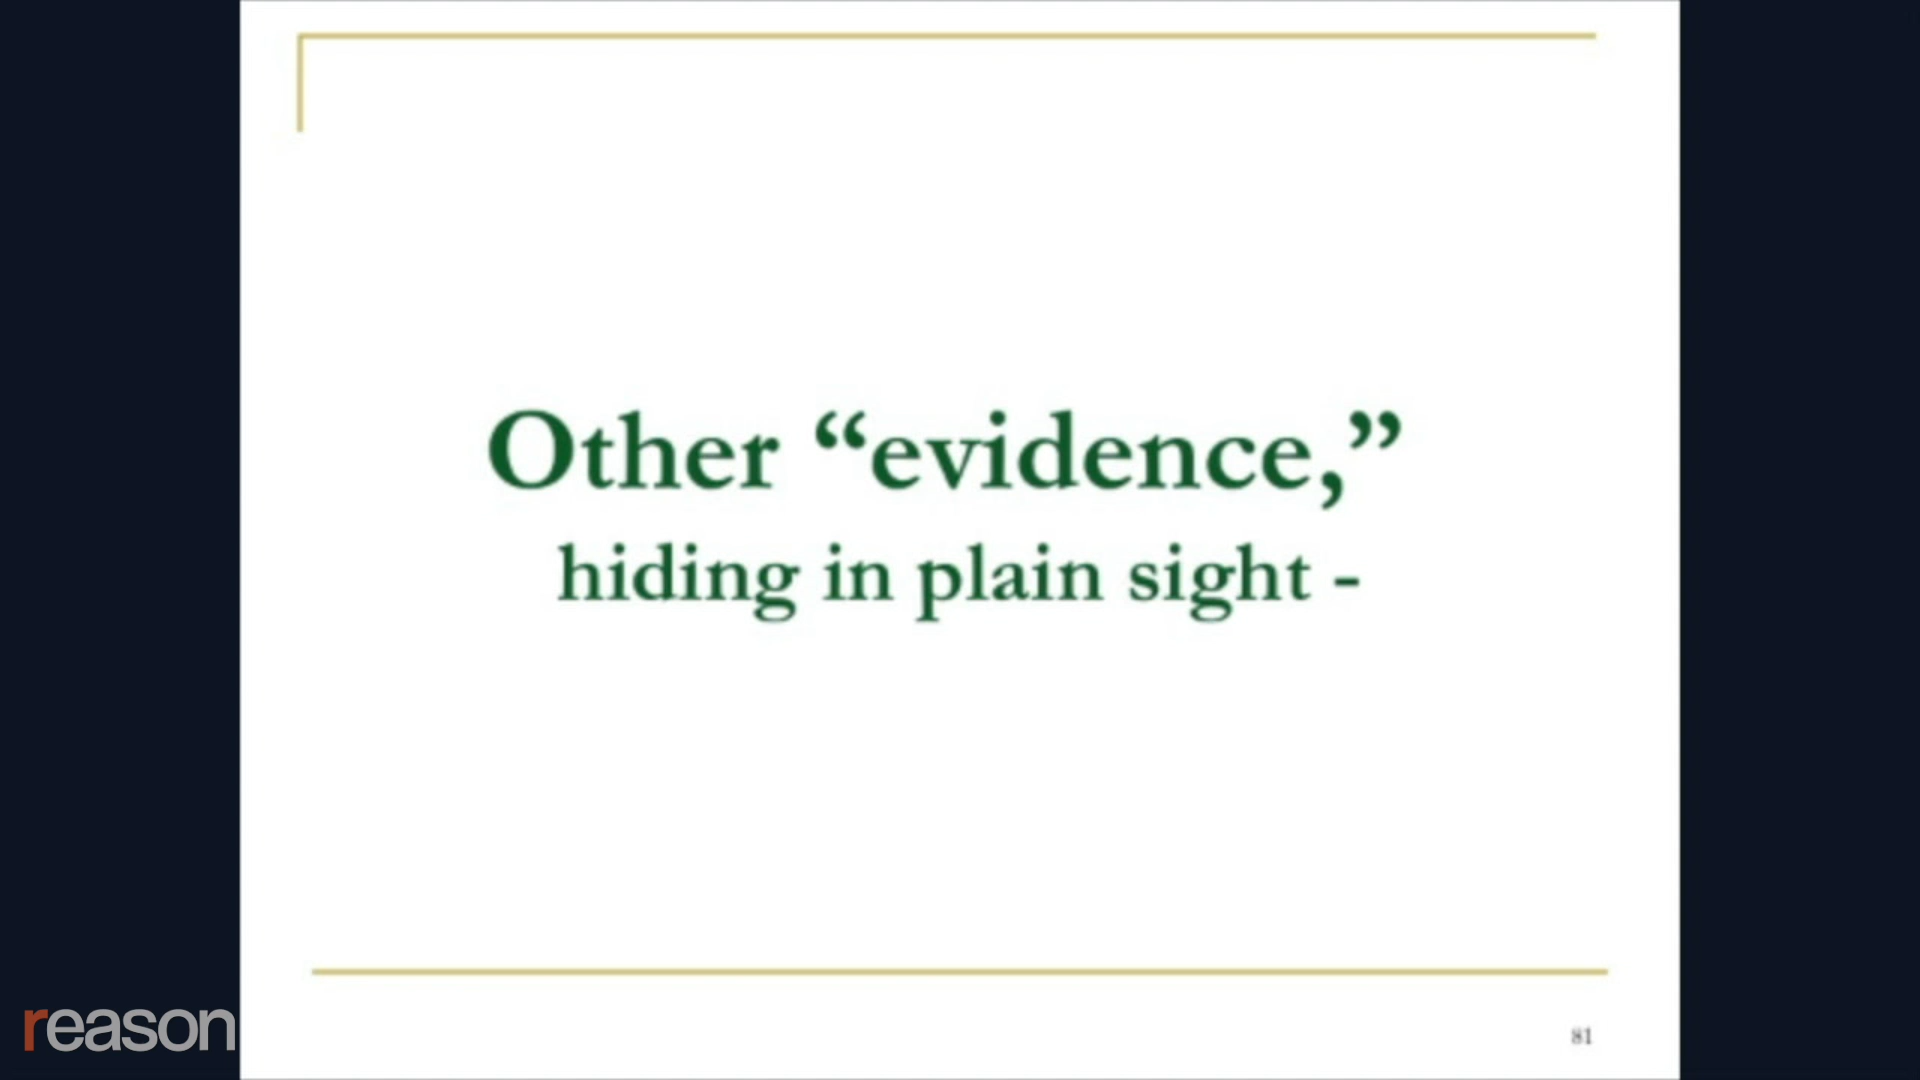 Other “evidence,”
hiding in plain sight -
reason
81